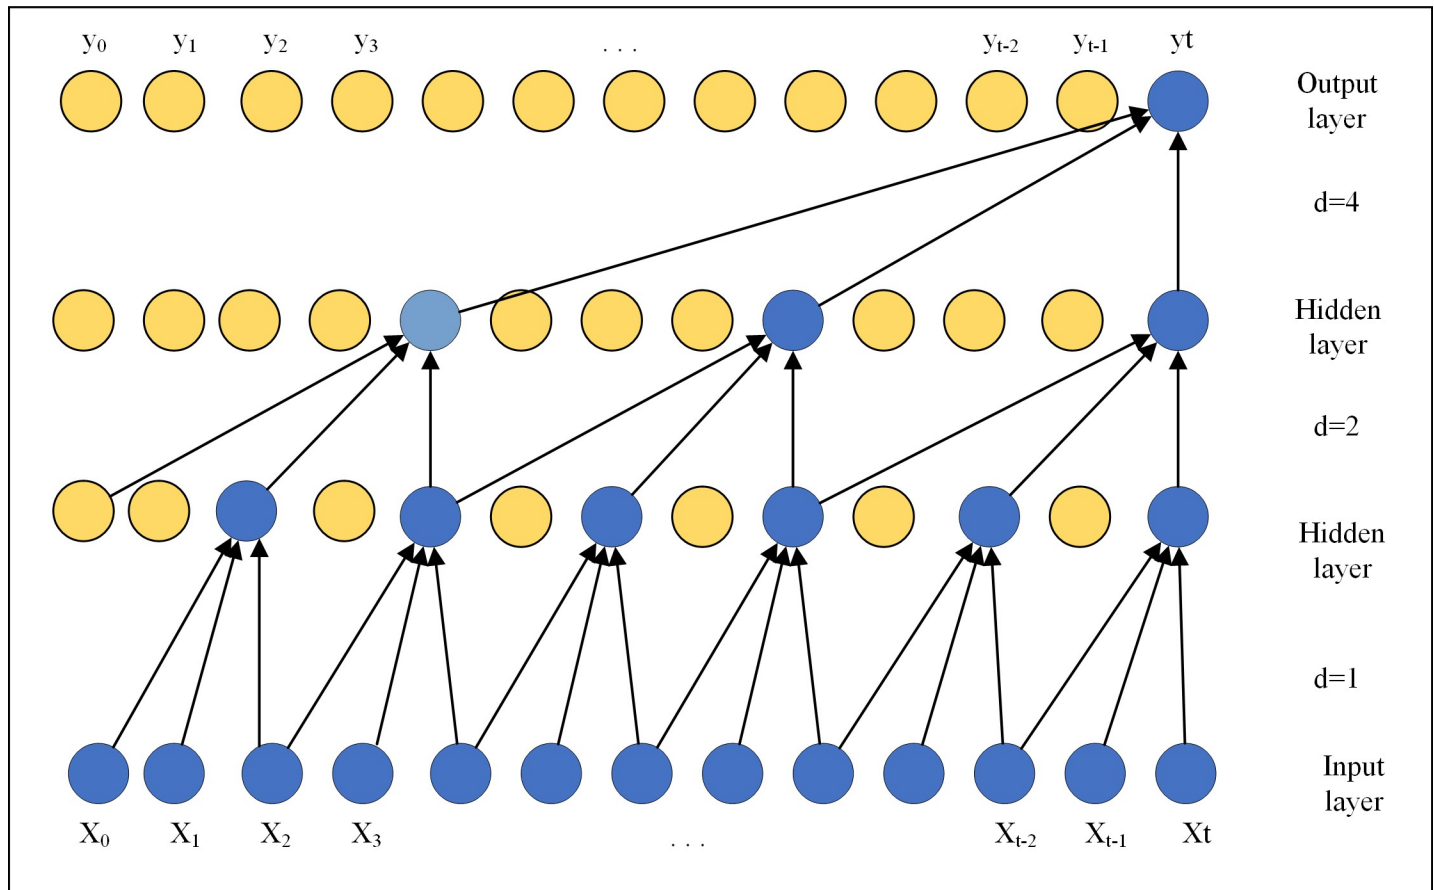 y₀ y₁ y₂ y₃ . . . yₜ₋₂ yₜ₋₁ yt
Output
layer
d=4
Hidden
layer
d=2
Hidden
layer
d=1
Input
layer
X₀ X₁ X₂ X₃ . . . Xₜ₋₂ Xₜ₋₁ Xt